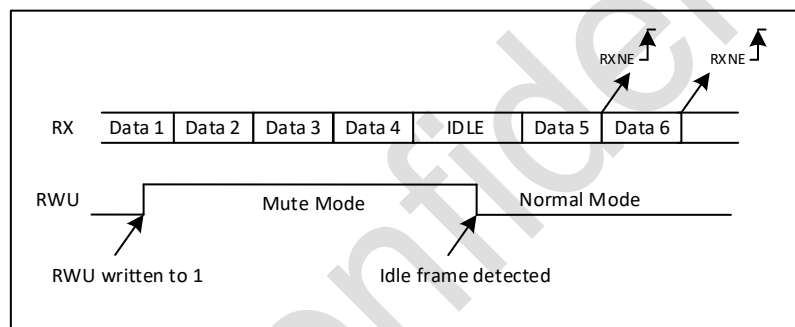 RXNE RXNE
RX Data 1 Data 2 Data 3 Data 4 IDLE Data 5 Data 6
RWU Mute Mode Normal Mode
RWU written to 1 Idle frame detected